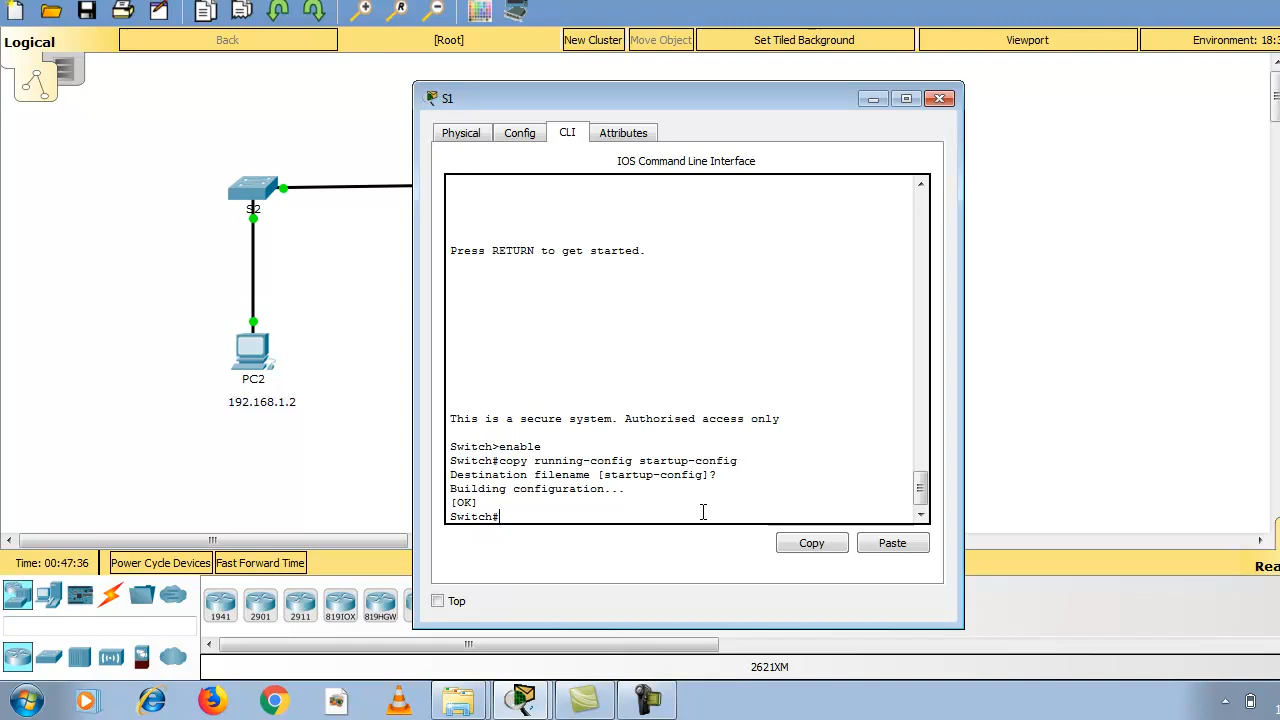 Logical
Back
[Root]
New Cluster
Move Object
Set Tiled Background
Viewport
Environment: 18:3
S1
Physical
Config
CLI
Attributes
IOS Command Line Interface
Press RETURN to get started.
This is a secure system. Authorised access only
Switch>enable
Switch#copy running-config startup-config
Destination filename [startup-config]?
Building configuration...
[OK]
Switch#
Copy
Paste
Top
S2
PC2
192.168.1.2
Time: 00:47:36
Power Cycle Devices
Fast Forward Time
Rea
1941
2901
2911
819IOX
819HGW
2621XM